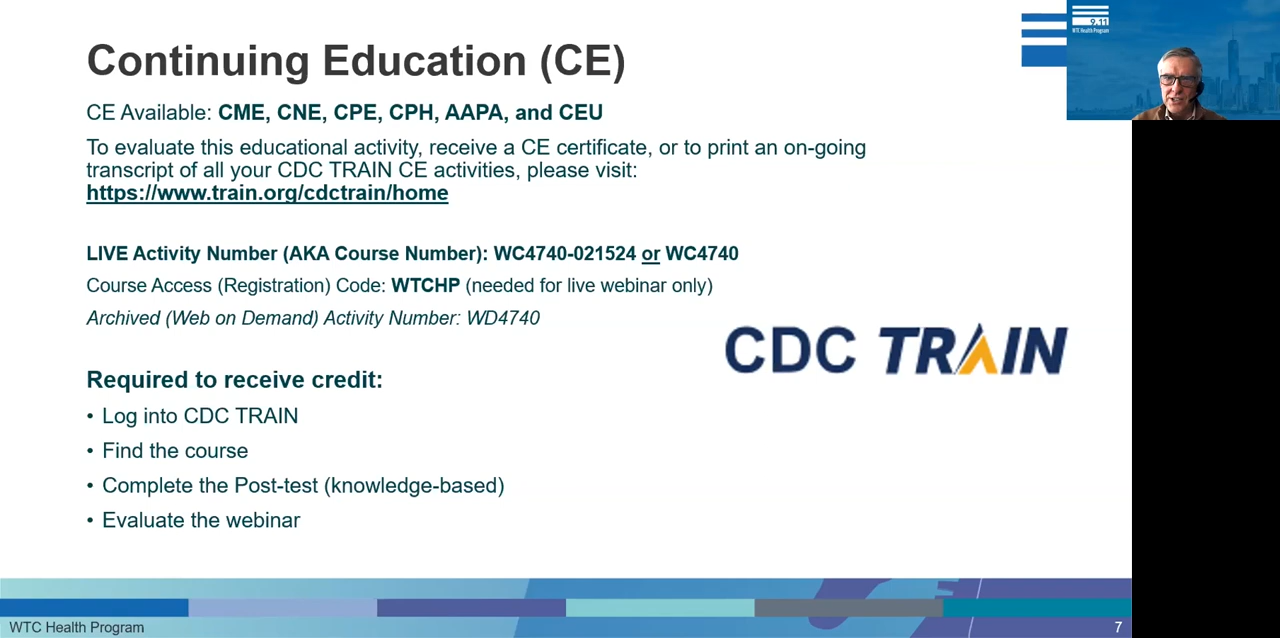 Continuing Education (CE)
CE Available: CME, CNE, CPE, CPH, AAPA, and CEU
To evaluate this educational activity, receive a CE certificate, or to print an on-going
transcript of all your CDC TRAIN CE activities, please visit:
https://www.train.org/cdctrain/home
LIVE Activity Number (AKA Course Number): WC4740-021524 or WC4740
Course Access (Registration) Code: WTCHP (needed for live webinar only)
Archived (Web on Demand) Activity Number: WD4740
CDC TRAIN
Required to receive credit:
• Log into CDC TRAIN
• Find the course
• Complete the Post-test (knowledge-based)
• Evaluate the webinar
WTC Health Program
7
9.11
WTC Health Program